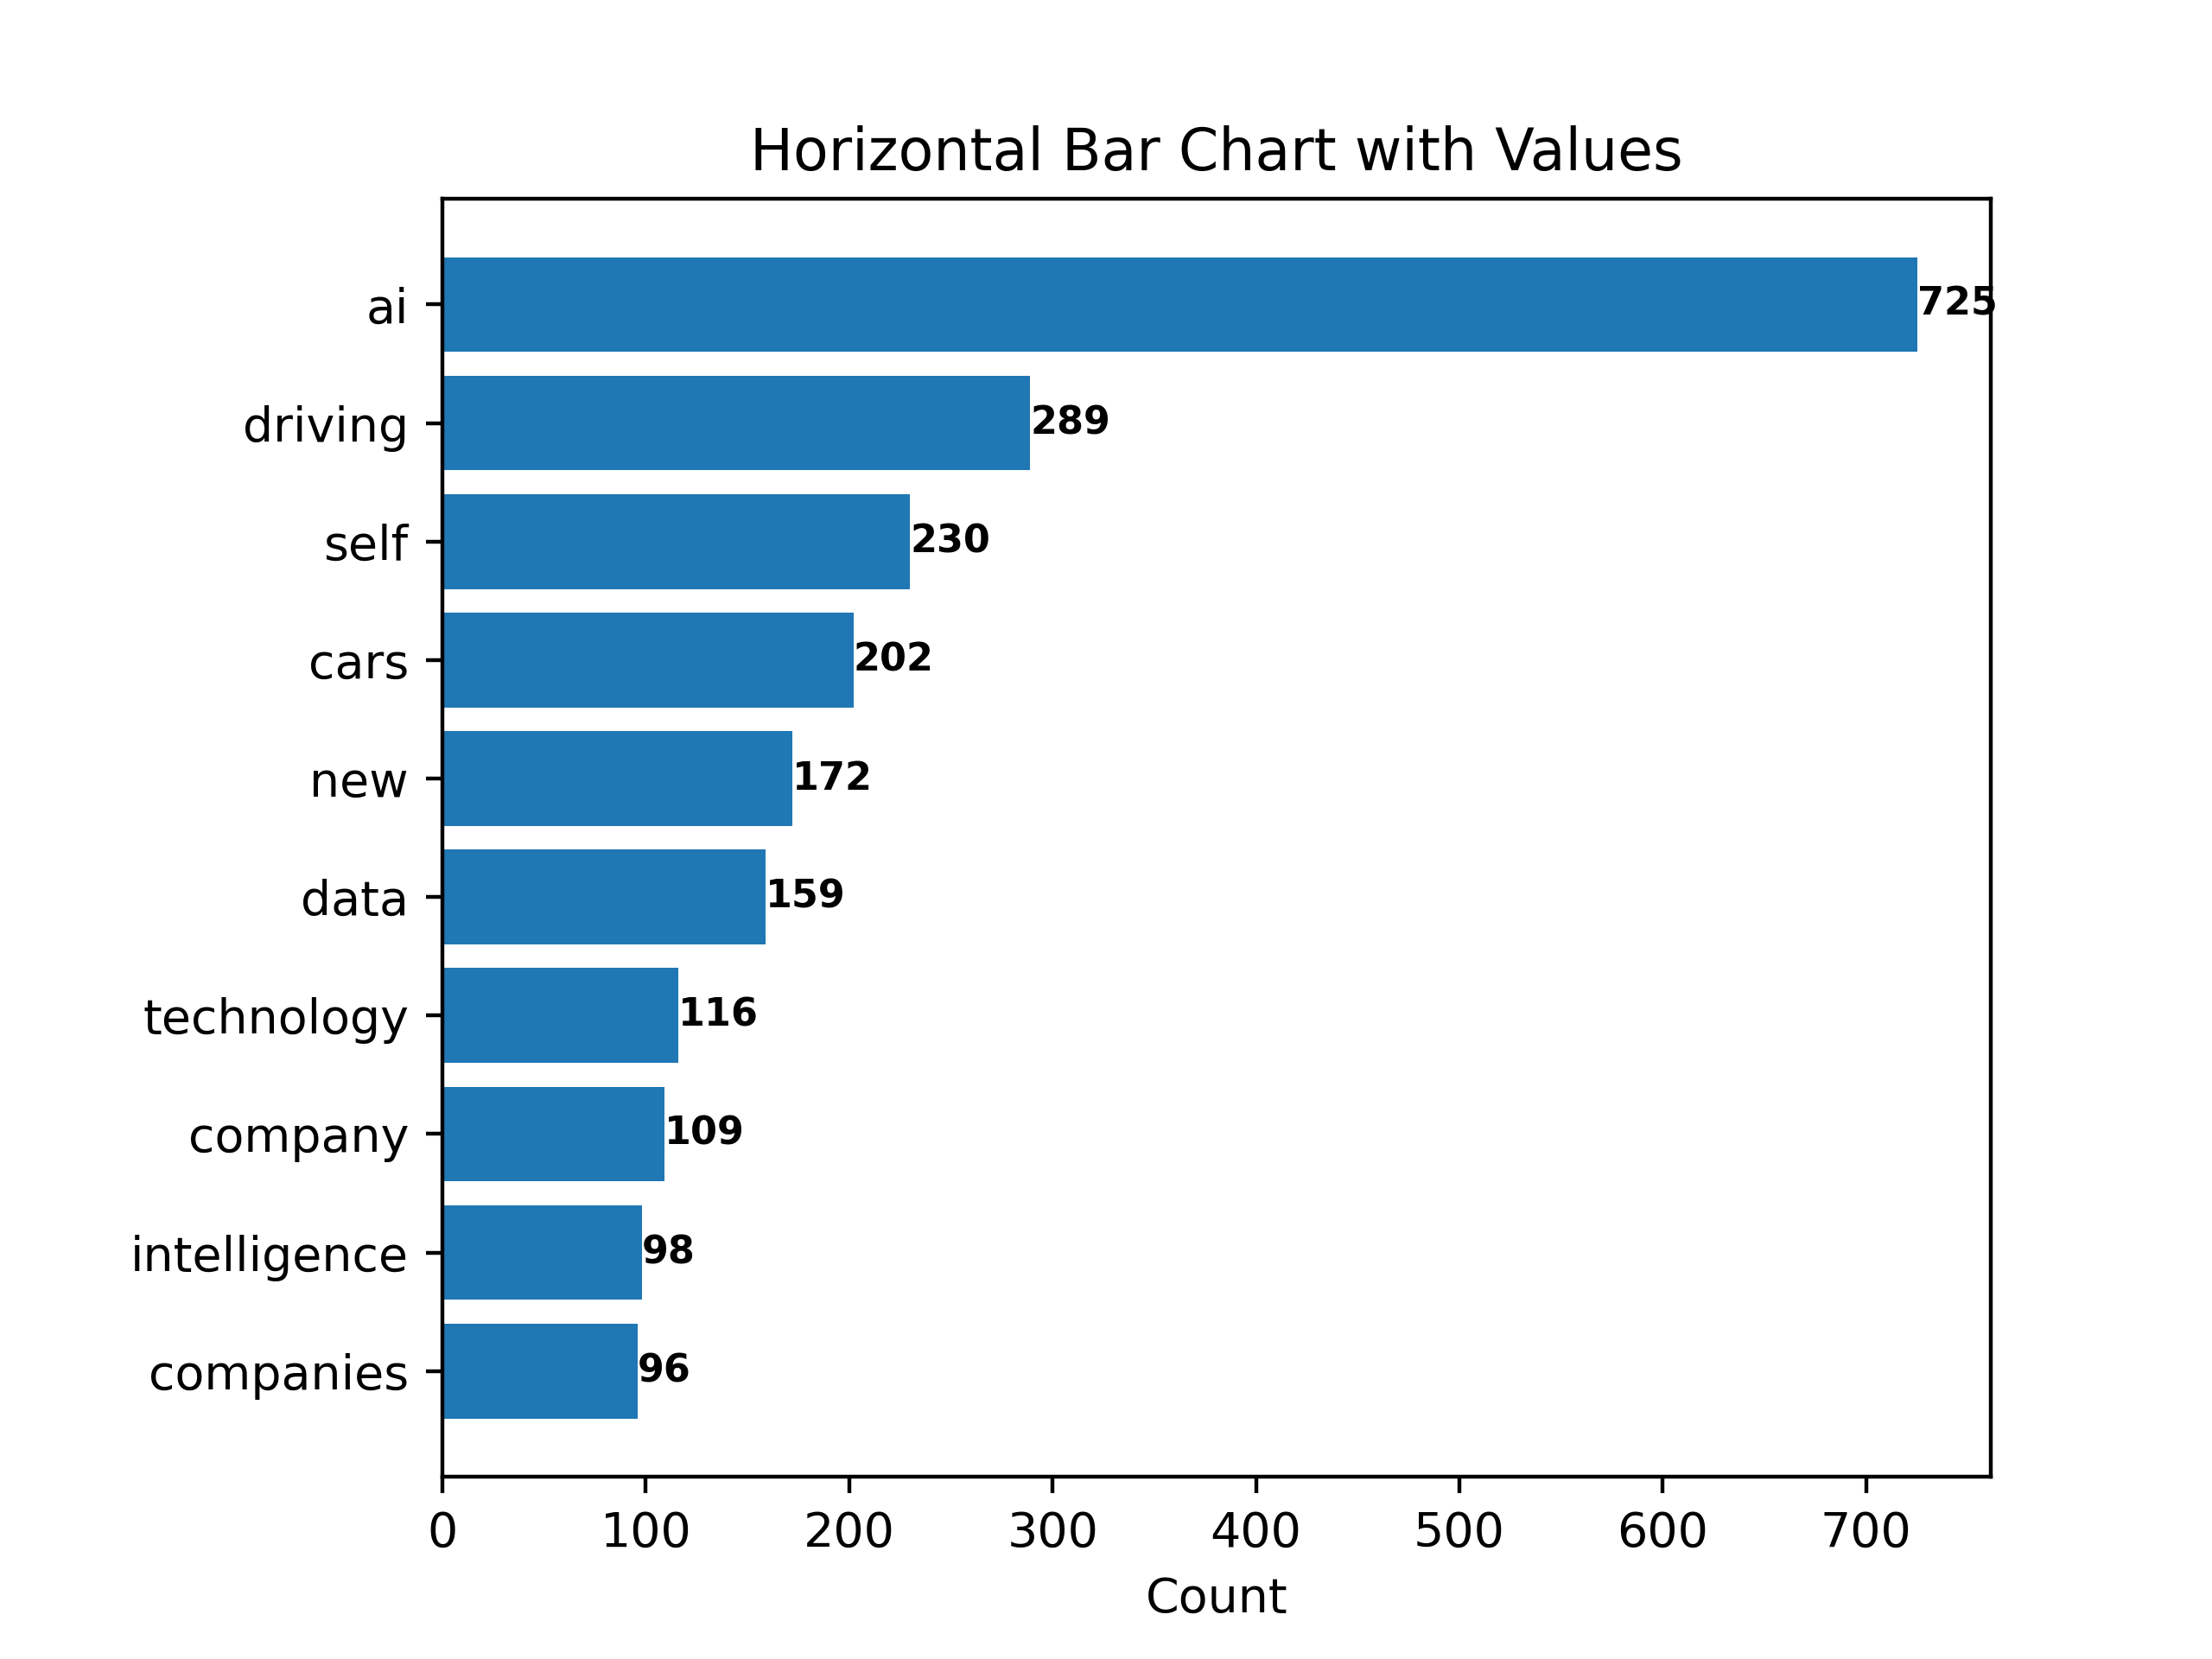 Horizontal Bar Chart with Values
ai 725
driving 289
self 230
cars 202
new 172
data 159
technology 116
company 109
intelligence 98
companies 96
0 100 200 300 400 500 600 700
Count